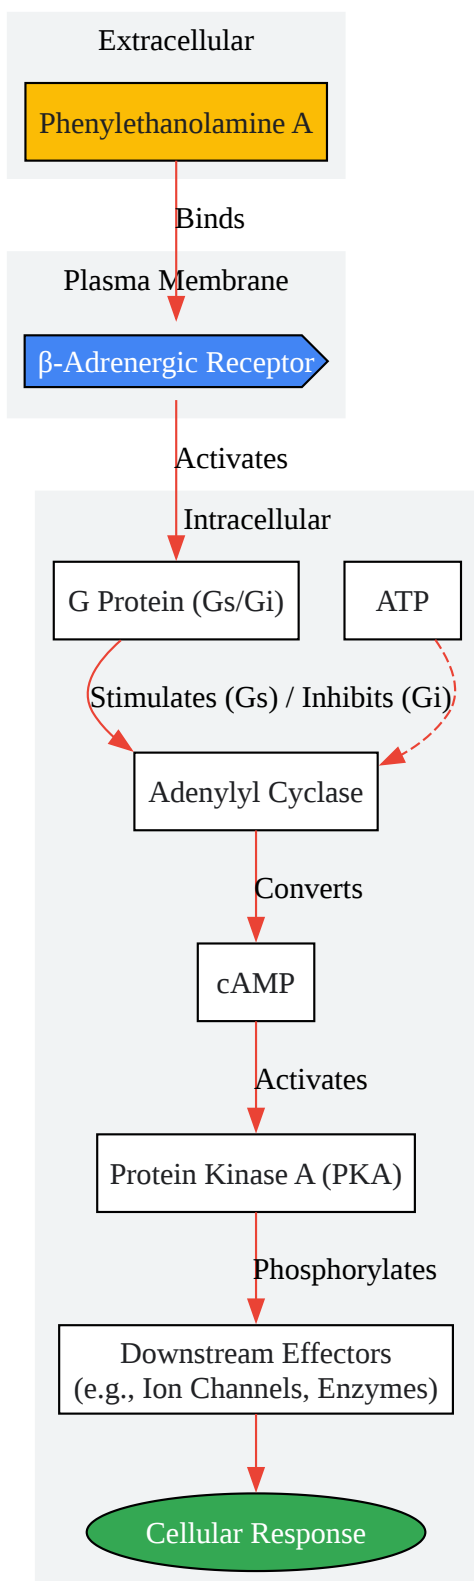 Extracellular
Phenylethanolamine A
Binds
Plasma Membrane
β-Adrenergic Receptor
Activates
Intracellular
G Protein (Gs/Gi)
ATP
Stimulates (Gs) / Inhibits (Gi)
Adenylyl Cyclase
Converts
cAMP
Activates
Protein Kinase A (PKA)
Phosphorylates
Downstream Effectors
(e.g., Ion Channels, Enzymes)
Cellular Response